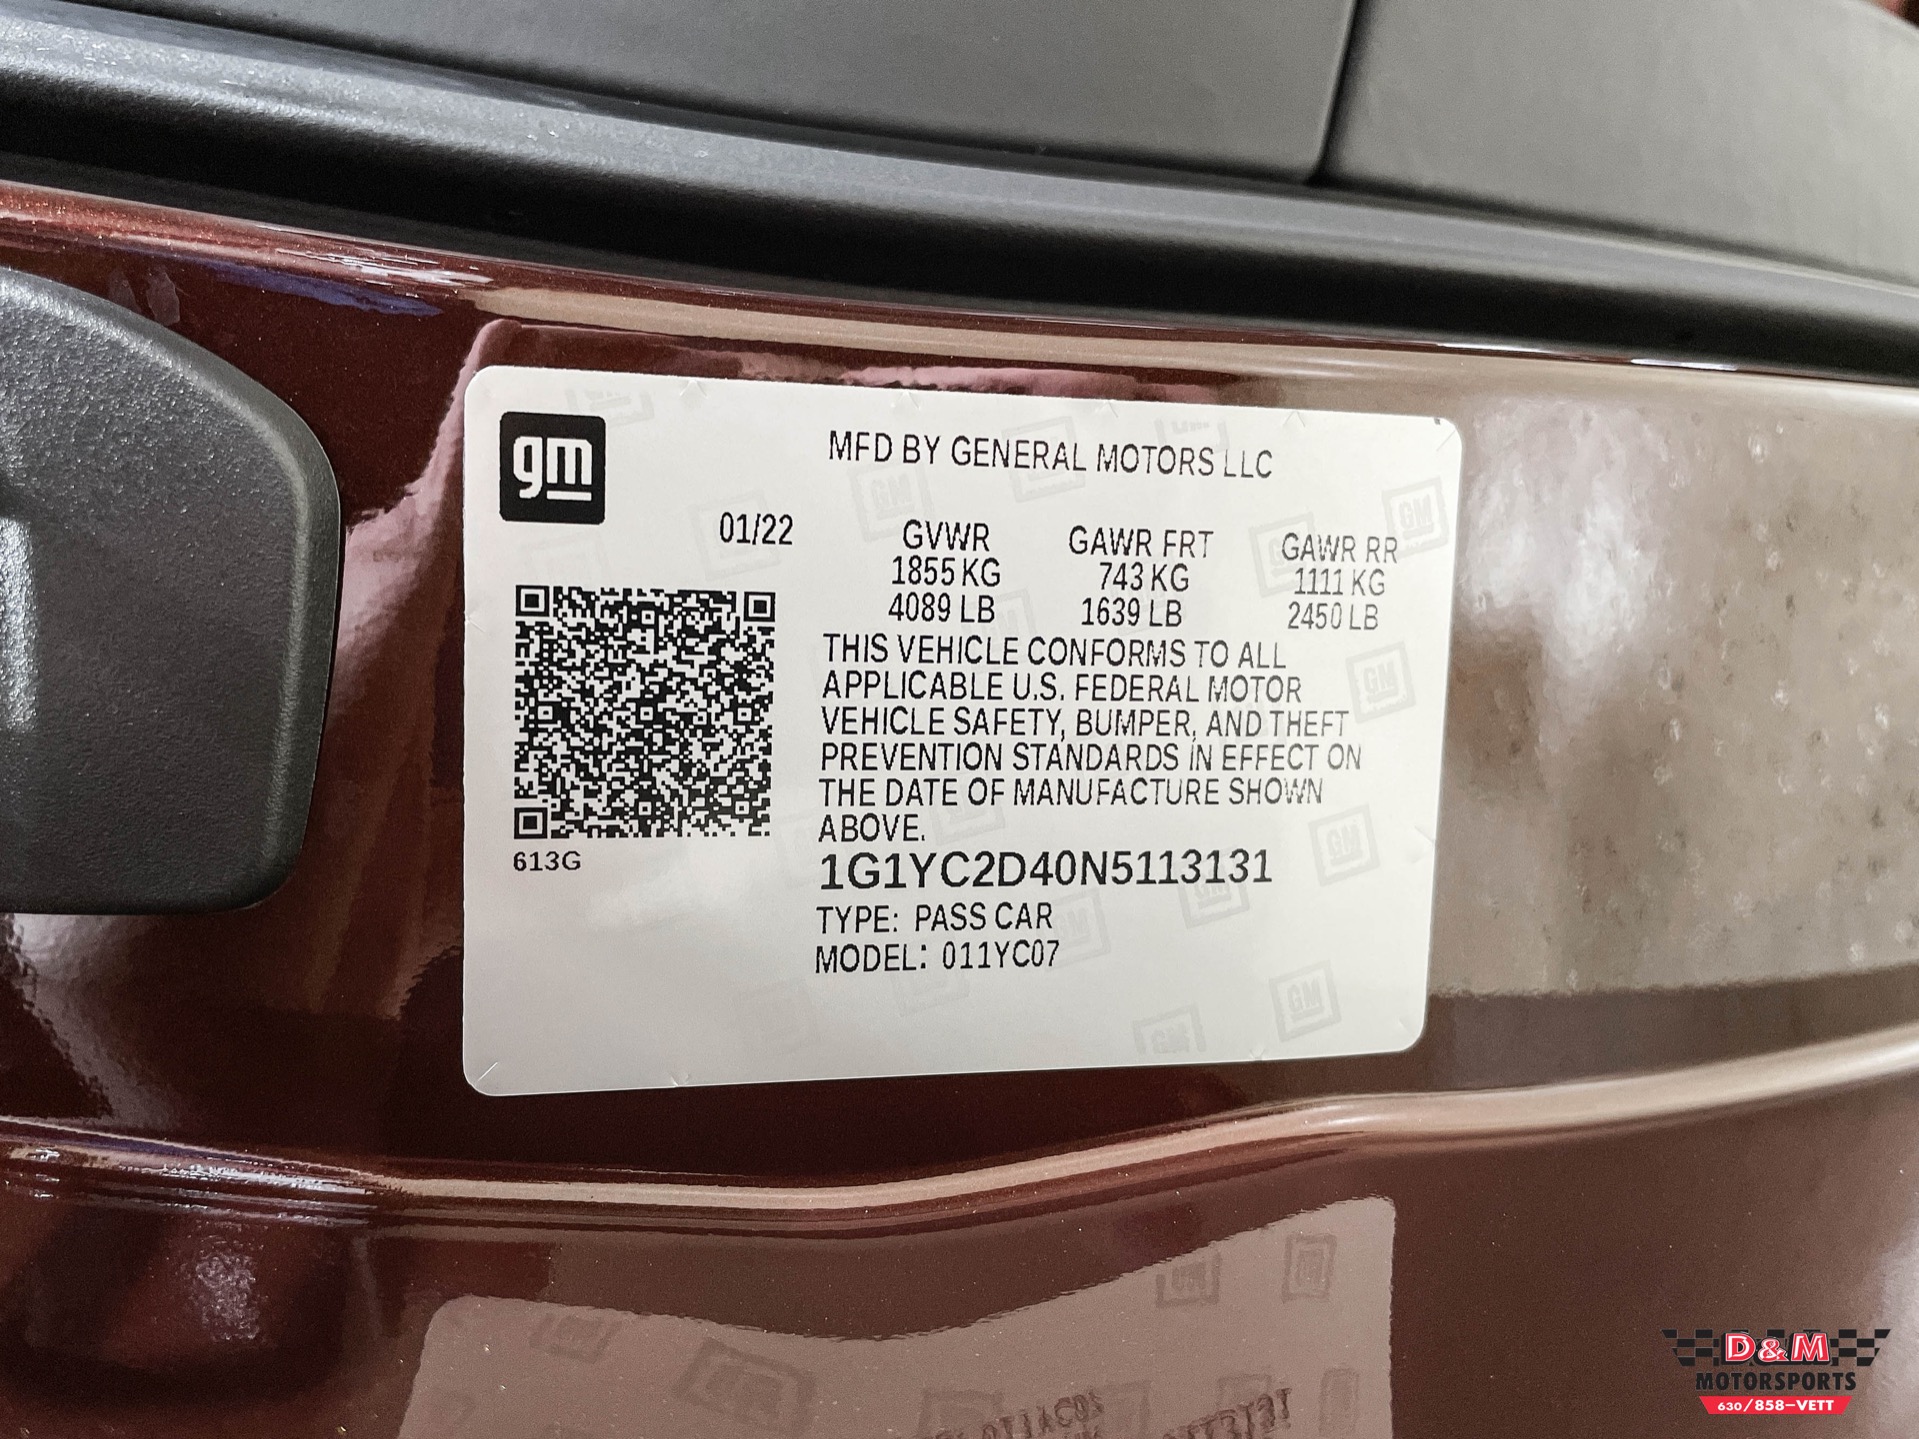 gm
MFD BY GENERAL MOTORS LLC
01/22 GVWR GAWR FRT GAWR RR
1855 KG 743 KG 1111 KG
4089 LB 1639 LB 2450 LB
THIS VEHICLE CONFORMS TO ALL
APPLICABLE U.S. FEDERAL MOTOR
VEHICLE SAFETY, BUMPER, AND THEFT
PREVENTION STANDARDS IN EFFECT ON
THE DATE OF MANUFACTURE SHOWN
ABOVE.
613G
1G1YC2D40N5113131
TYPE: PASS CAR
MODEL: 011YC07
D&M
MOTORSPORTS
630/858-VETT